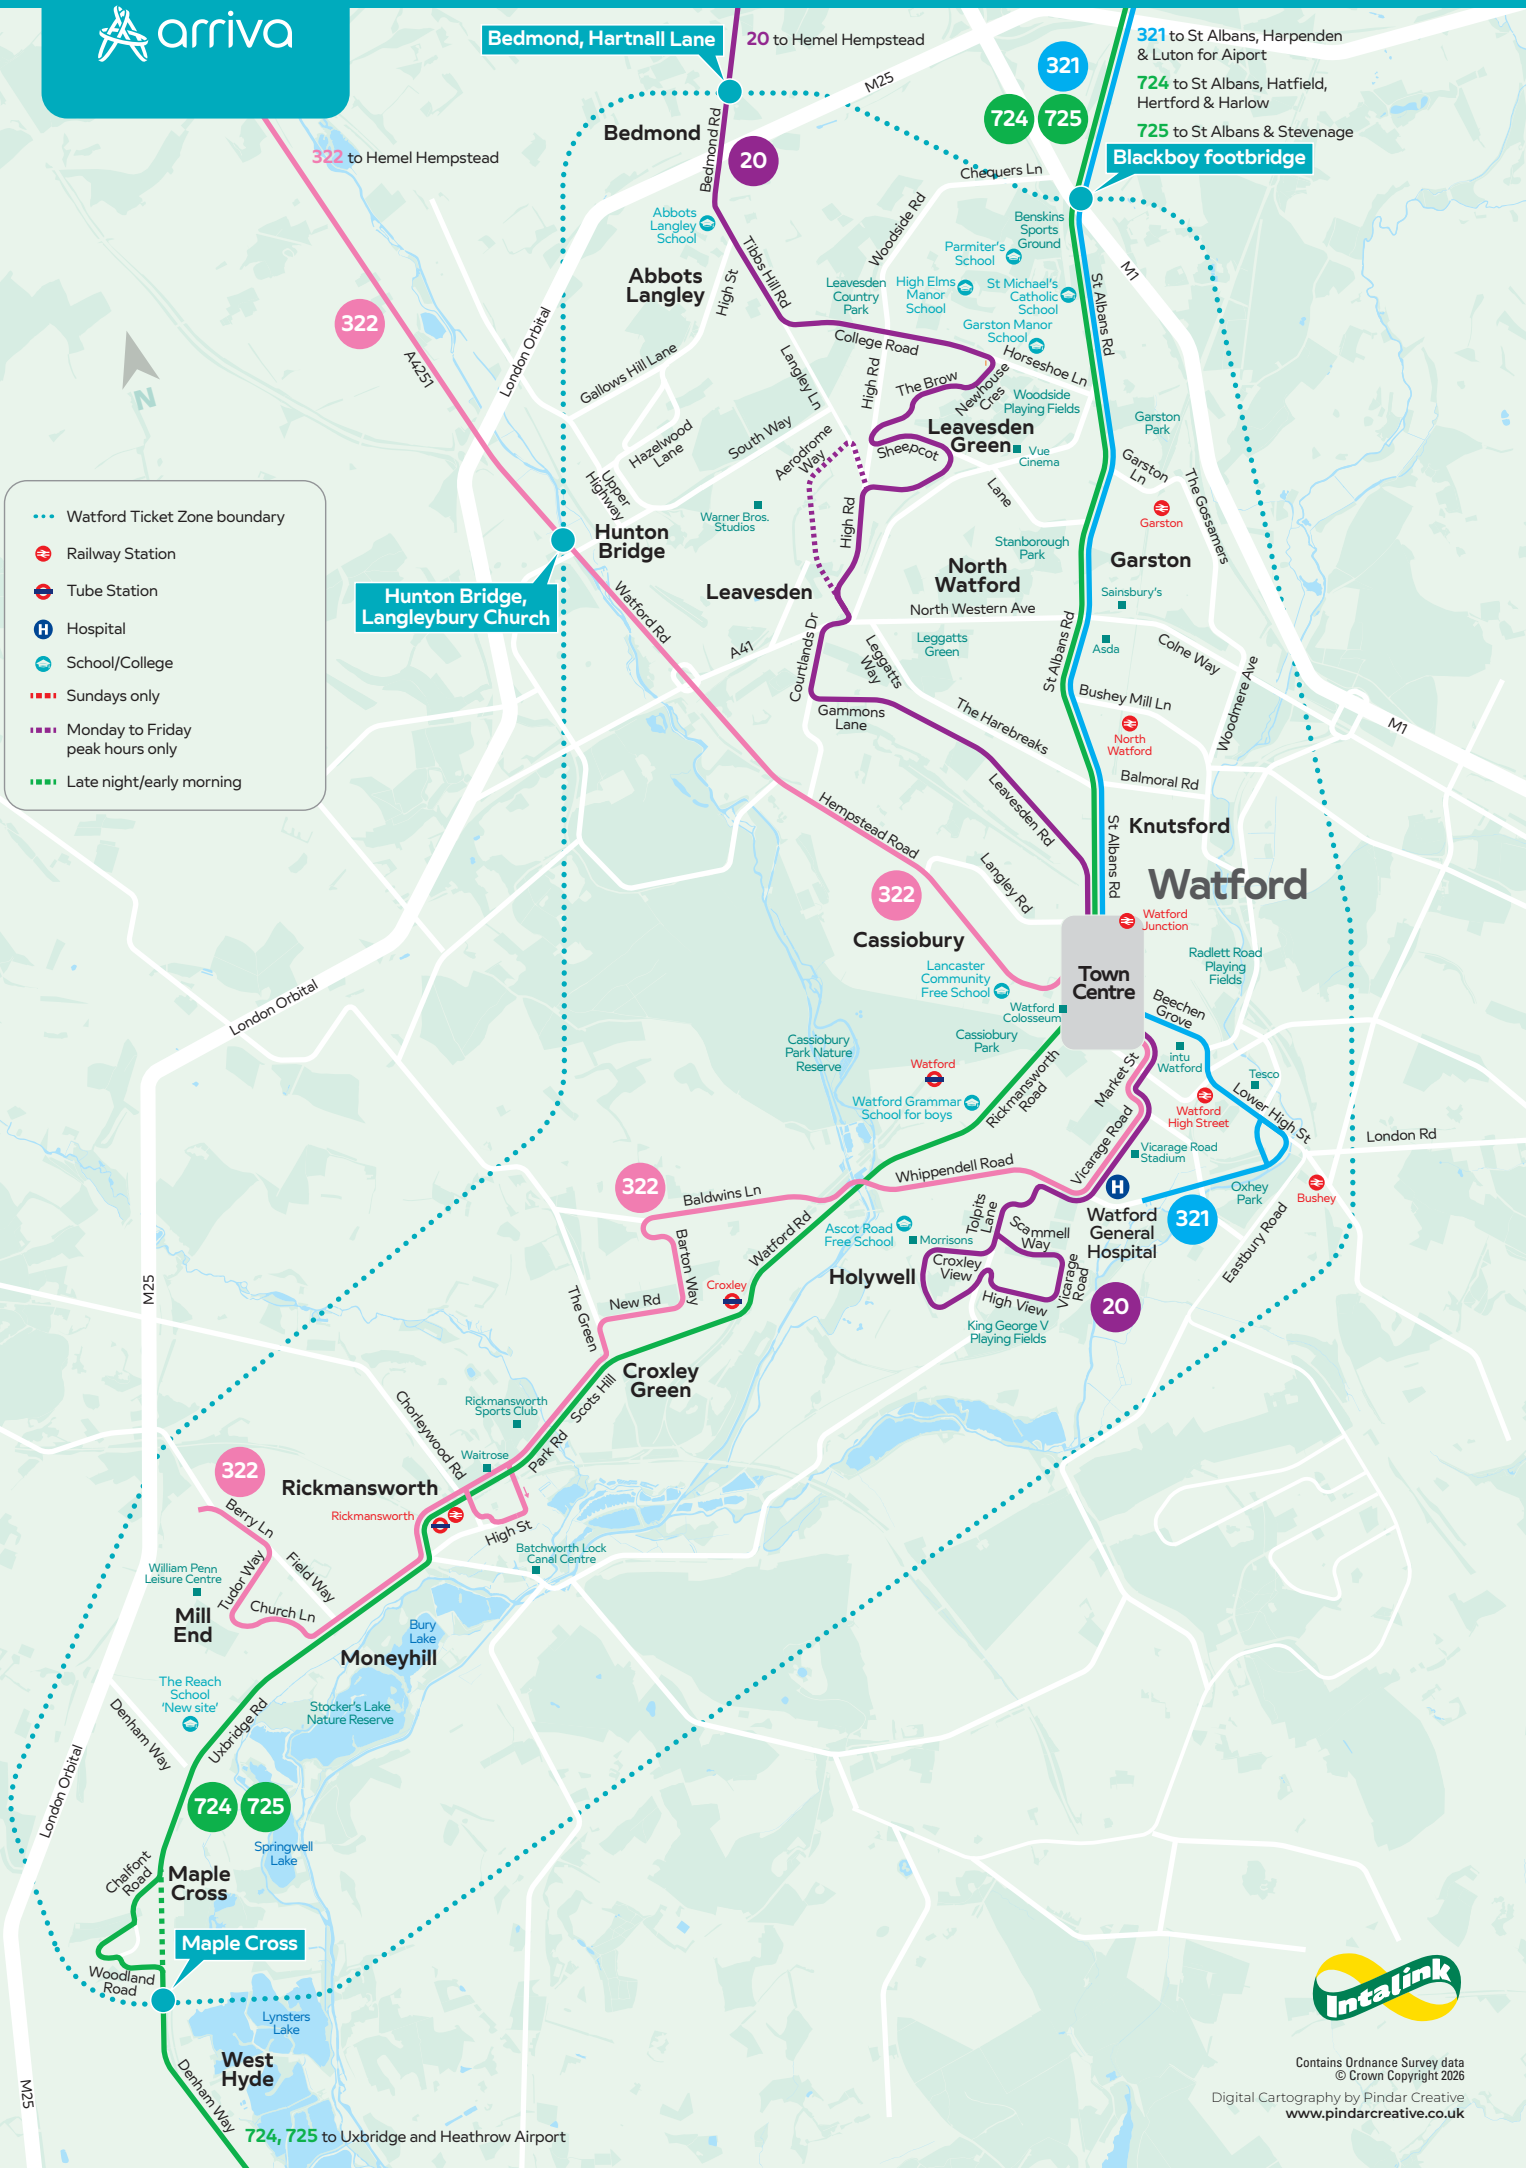 arriva
Bedmond, Hartnall Lane
20 to Hemel Hempstead
321 to St Albans, Harpenden
& Luton for Aiport
724 to St Albans, Hatfield,
Hertford & Harlow
725 to St Albans & Stevenage
Blackboy footbridge
321
724
725
M25
Bedmond
Bedmond Rd
20
322 to Hemel Hempstead
Chequers Ln
Woodside Rd
Benskins
Sports
Ground
Parmiter's
School
Abbots
Langley
School
Abbots
Langley
High St
Tibbs Hill Rd
Leavesden
Country
Park
High Elms
Manor
School
St Michael's
Catholic
School
Garston Manor
School
St Albans Rd
M1
322
A4251
London Orbital
N
Gallows Hill Lane
Langley Ln
College Road
High Rd
The Brow
Newhouse
Cres
Horseshoe Ln
Woodside
Playing Fields
Leavesden
Green
Vue
Cinema
Garston
Park
Garston
Ln
The Gossamers
Hazelwood
Lane
South Way
Aerodrome
Way
Sheepcot
Lane
Upper
Highway
Warner Bros.
Studios
High Rd
Garston
Stanborough
Park
Garston
Watford Ticket Zone boundary
Railway Station
Tube Station
Hospital
School/College
Sundays only
Monday to Friday
peak hours only
Late night/early morning
Hunton
Bridge
Hunton Bridge,
Langleybury Church
Leavesden
North
Watford
North Western Ave
Sainsbury's
Asda
Colne Way
Watford Rd
A41
Courtlands Dr
Leggatts
Way
Leggatts
Green
St Albans Rd
Bushey Mill Ln
Woodmere Ave
M1
Gammons
Lane
The Harebreaks
North
Watford
Balmoral Rd
Hempstead Road
Leavesden Rd
St Albans Rd
Knutsford
Watford
Langley Rd
322
Watford
Junction
Cassiobury
Town
Centre
Radlett Road
Playing
Fields
Lancaster
Community
Free School
Watford
Colosseum
Beechen
Grove
London Orbital
Cassiobury
Park Nature
Reserve
Cassiobury
Park
intu
Watford
Tesco
Watford
Watford Grammar
School for boys
Rickmansworth
Road
Market St
Watford
High Street
Lower High St
London Rd
Vicarage Road
Vicarage Road
Stadium
Whippendell Road
322
Baldwins Ln
Oxhey
Park
Bushey
321
Watford
General
Hospital
Eastbury Road
Tolpits
Lane
Scammell
Way
Ascot Road
Free School
Morrisons
Holywell
Croxley
View
High View
Vicarage
Road
20
King George V
Playing Fields
Barton Way
Watford Rd
M25
The Green
New Rd
Croxley
Croxley
Green
Scots Hill
Chorleywood Rd
Rickmansworth
Sports Club
Waitrose
Park Rd
322
Rickmansworth
Rickmansworth
High St
Batchworth Lock
Canal Centre
Berry Ln
Field Way
Tudor Way
William Penn
Leisure Centre
Church Ln
Mill
End
Bury
Lake
Moneyhill
The Reach
School
'New site'
Stocker's Lake
Nature Reserve
Denham Way
Uxbridge Rd
London Orbital
724
725
Springwell
Lake
Chalfont
Road
Maple
Cross
Maple Cross
Woodland
Road
Lynsters
Lake
West
Hyde
Denham Way
M25
724, 725 to Uxbridge and Heathrow Airport
Intalink
Contains Ordnance Survey data
© Crown Copyright 2026
Digital Cartography by Pindar Creative
www.pindarcreative.co.uk